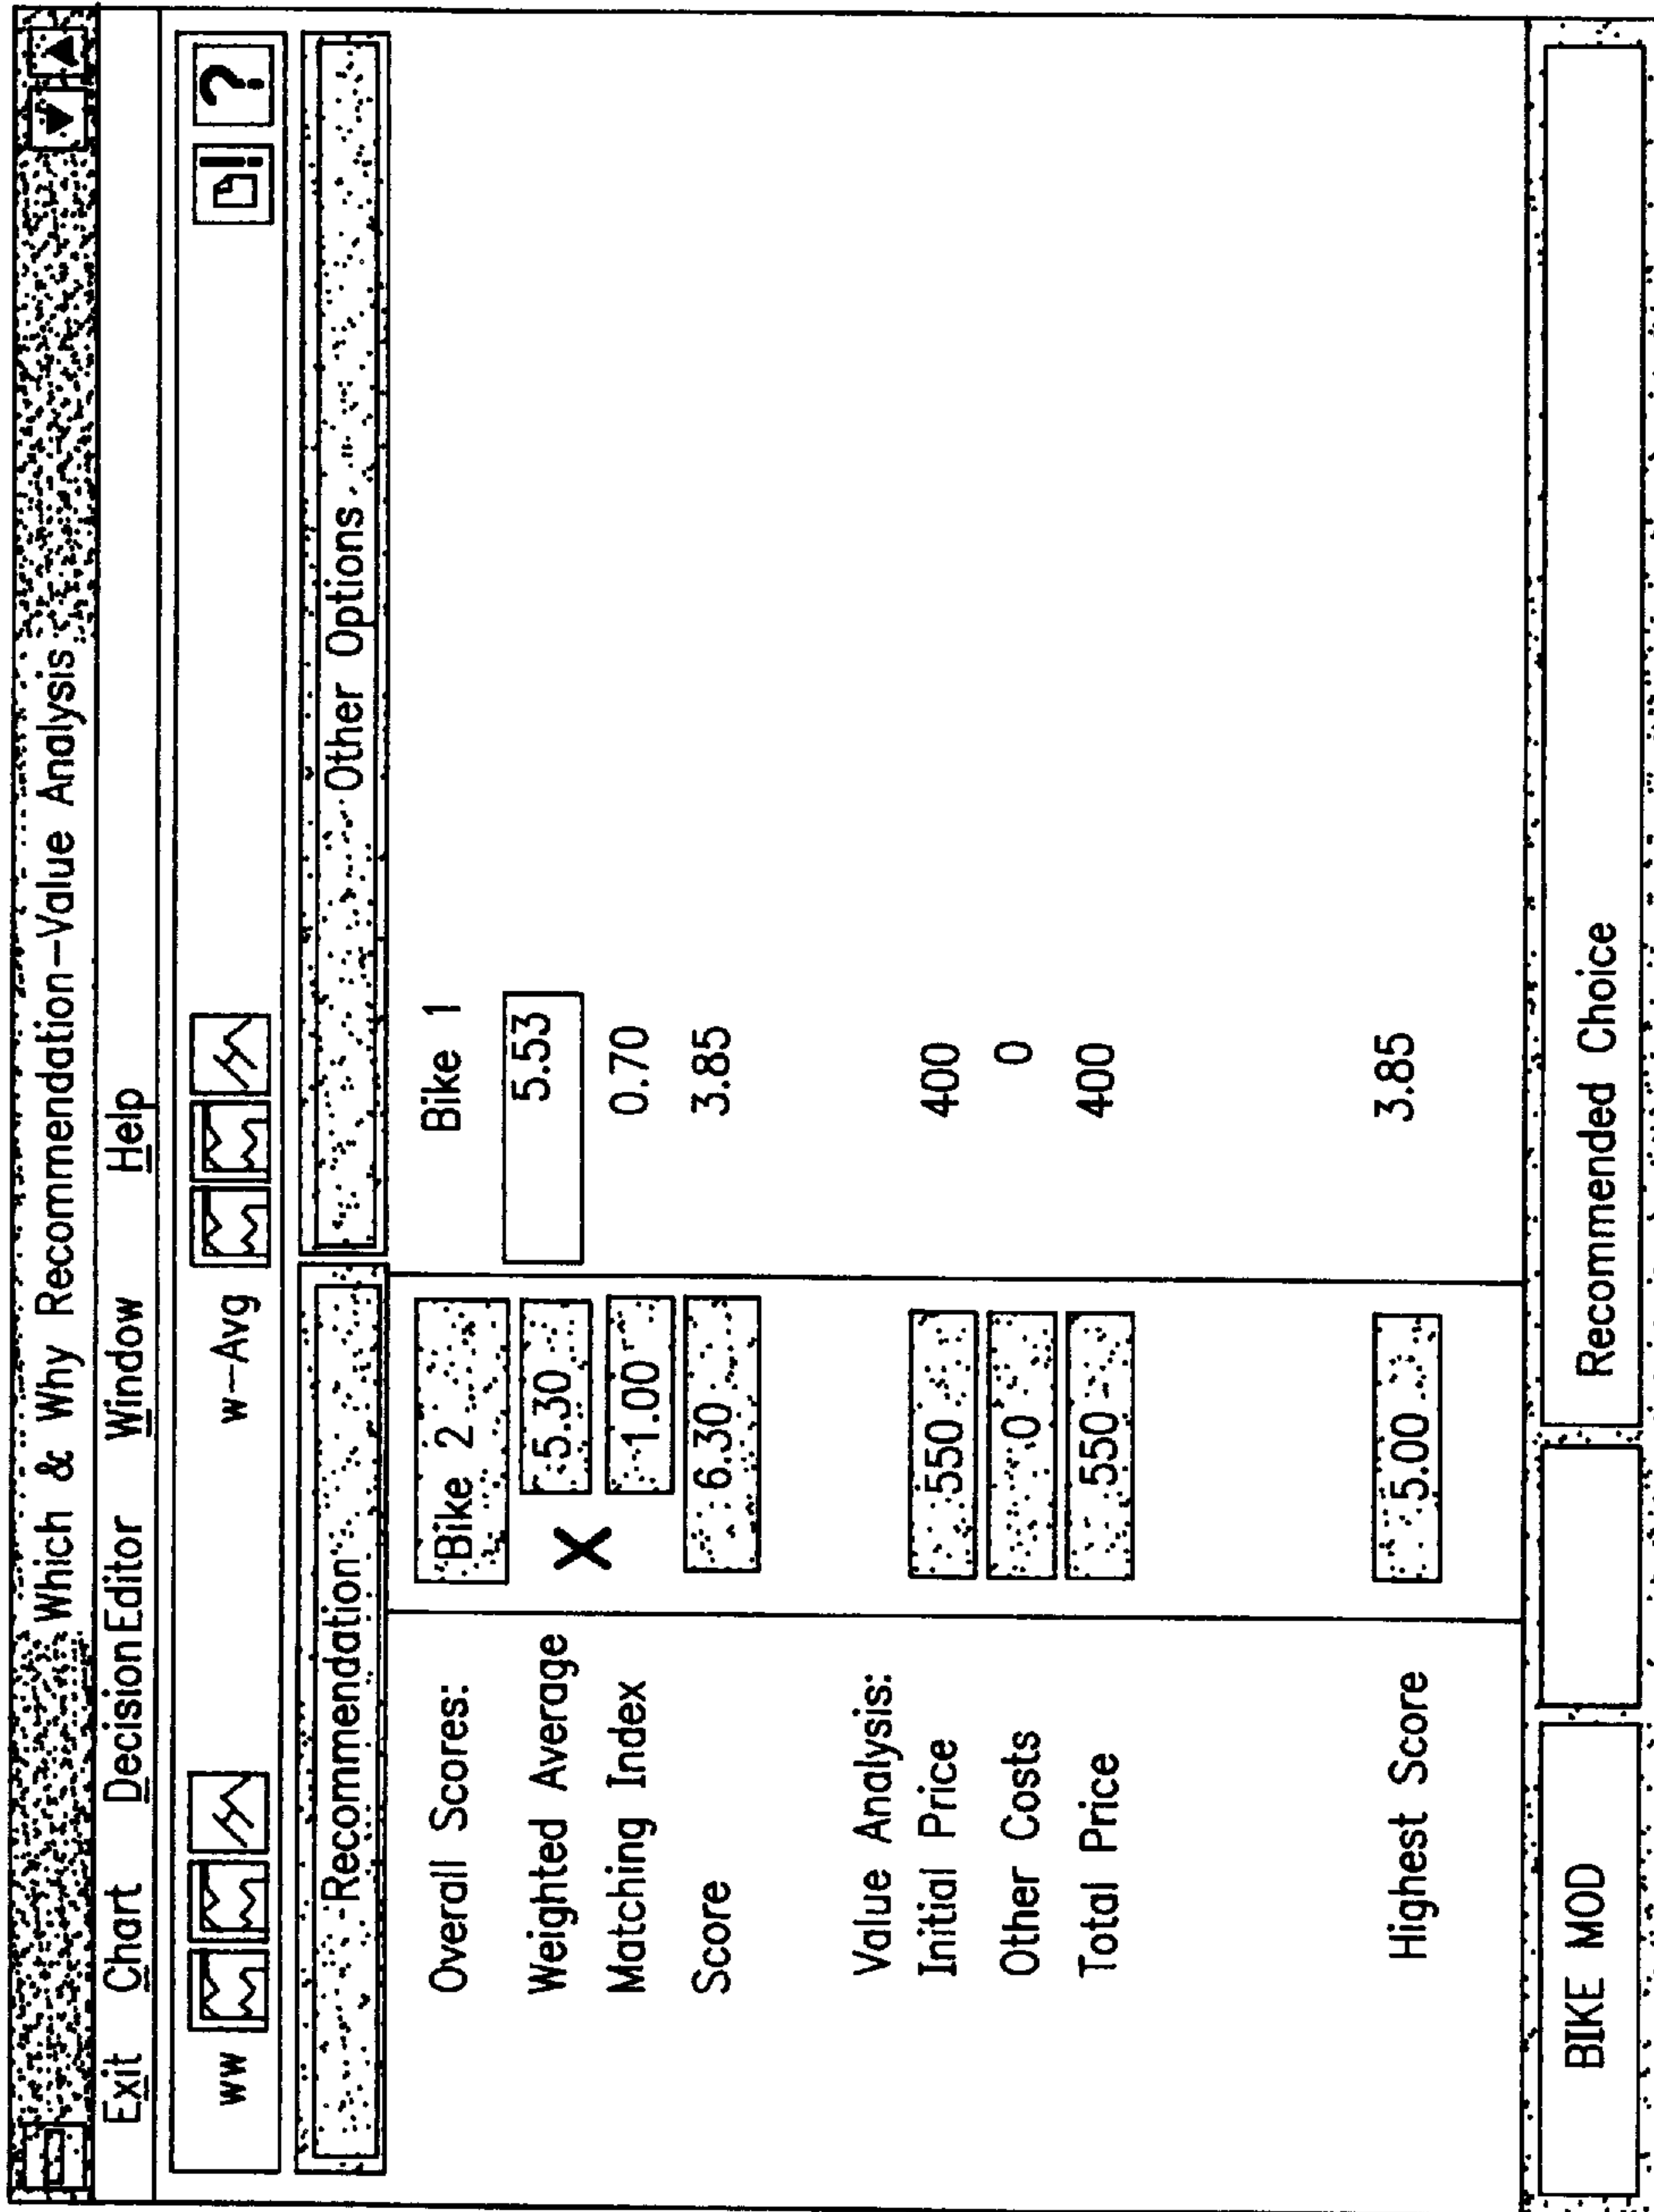 Which & Why Recommendation-Value Analysis
Exit Chart Decision Editor Window Help
ww w-Avg ?
Recommendation Other Options
Overall Scores: Bike 2 Bike 1
Weighted Average 5.30 5.53
X
Matching Index 1.00 0.70
Score 6.30 3.85
Value Analysis:
Initial Price 550 400
Other Costs 0 0
Total Price 550 400
Highest Score 5.00 3.85
BIKE MOD Recommended Choice